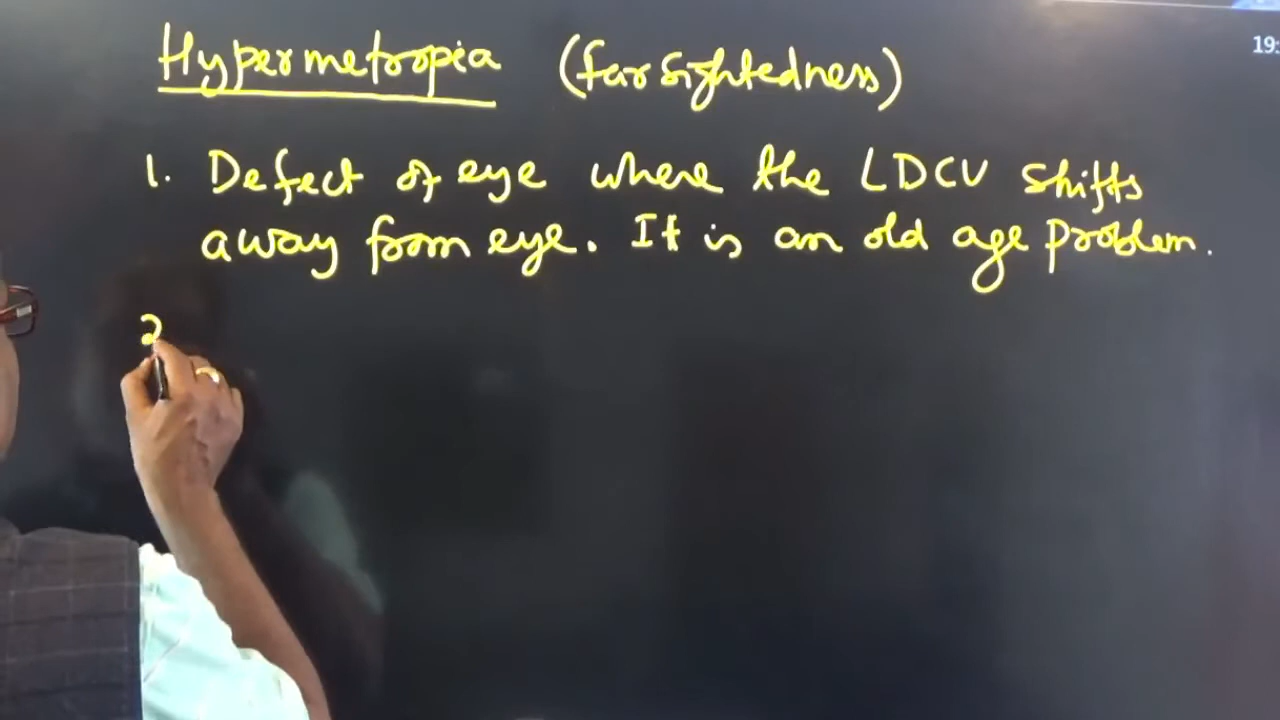 19:
Hypermetropia (farsightedness)
1. Defect of eye where the LDCV shifts
away from eye. It is an old age problem.
2